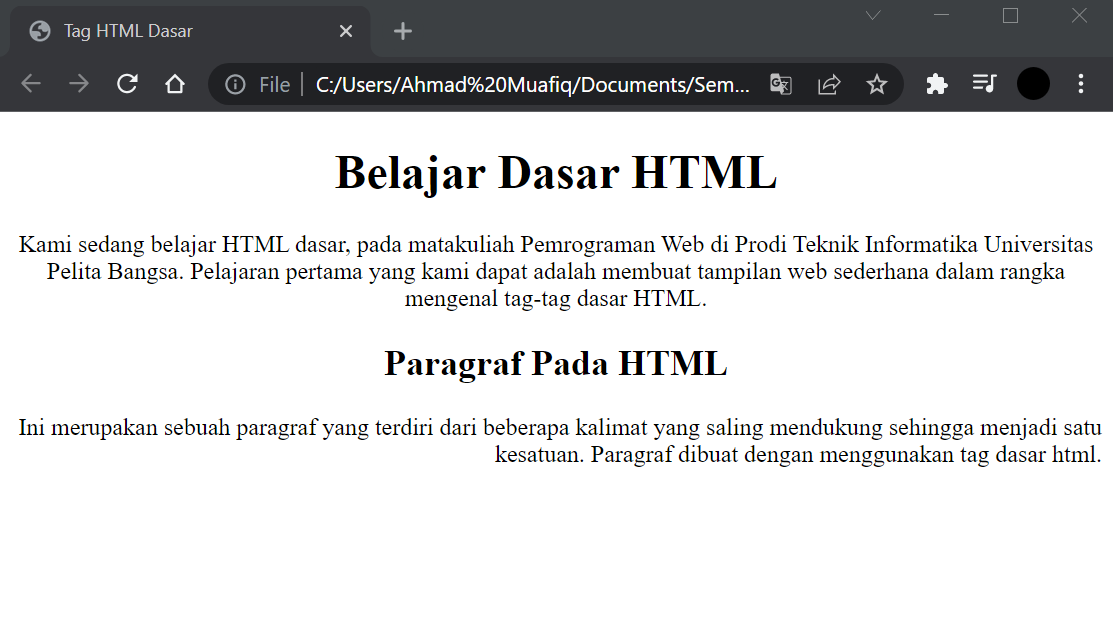 Tag HTML Dasar
File
C:/Users/Ahmad%20Muafiq/Documents/Sem...
Belajar Dasar HTML
Kami sedang belajar HTML dasar, pada matakuliah Pemrograman Web di Prodi Teknik Informatika Universitas
Pelita Bangsa. Pelajaran pertama yang kami dapat adalah membuat tampilan web sederhana dalam rangka
mengenal tag-tag dasar HTML.
Paragraf Pada HTML
Ini merupakan sebuah paragraf yang terdiri dari beberapa kalimat yang saling mendukung sehingga menjadi satu
kesatuan. Paragraf dibuat dengan menggunakan tag dasar html.